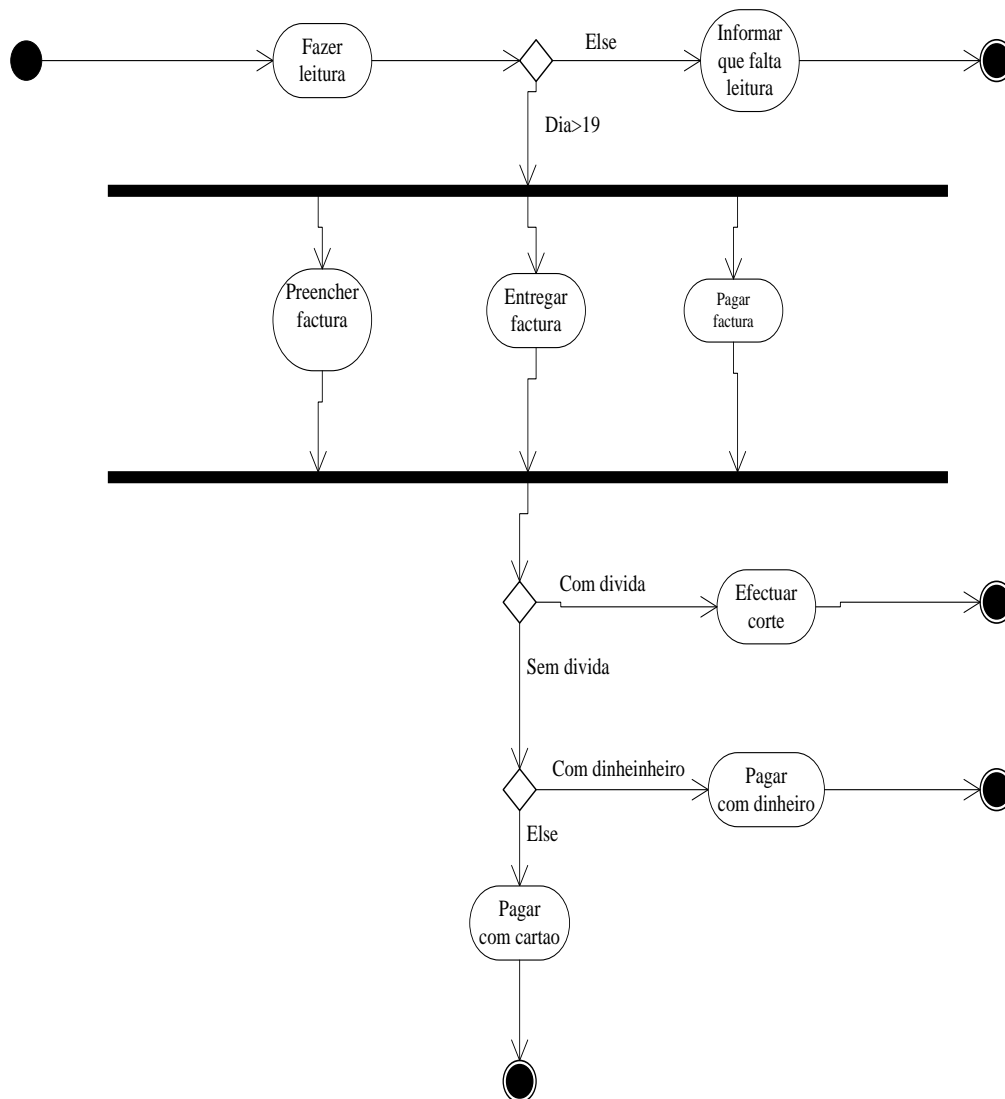 Fazer
leitura
Else
Informar
que falta
leitura
Dia>19
Preencher
factura
Entregar
factura
Pagar
factura
Com divida
Efectuar
corte
Sem divida
Com dinheinheiro
Pagar
com dinheiro
Else
Pagar
com cartao